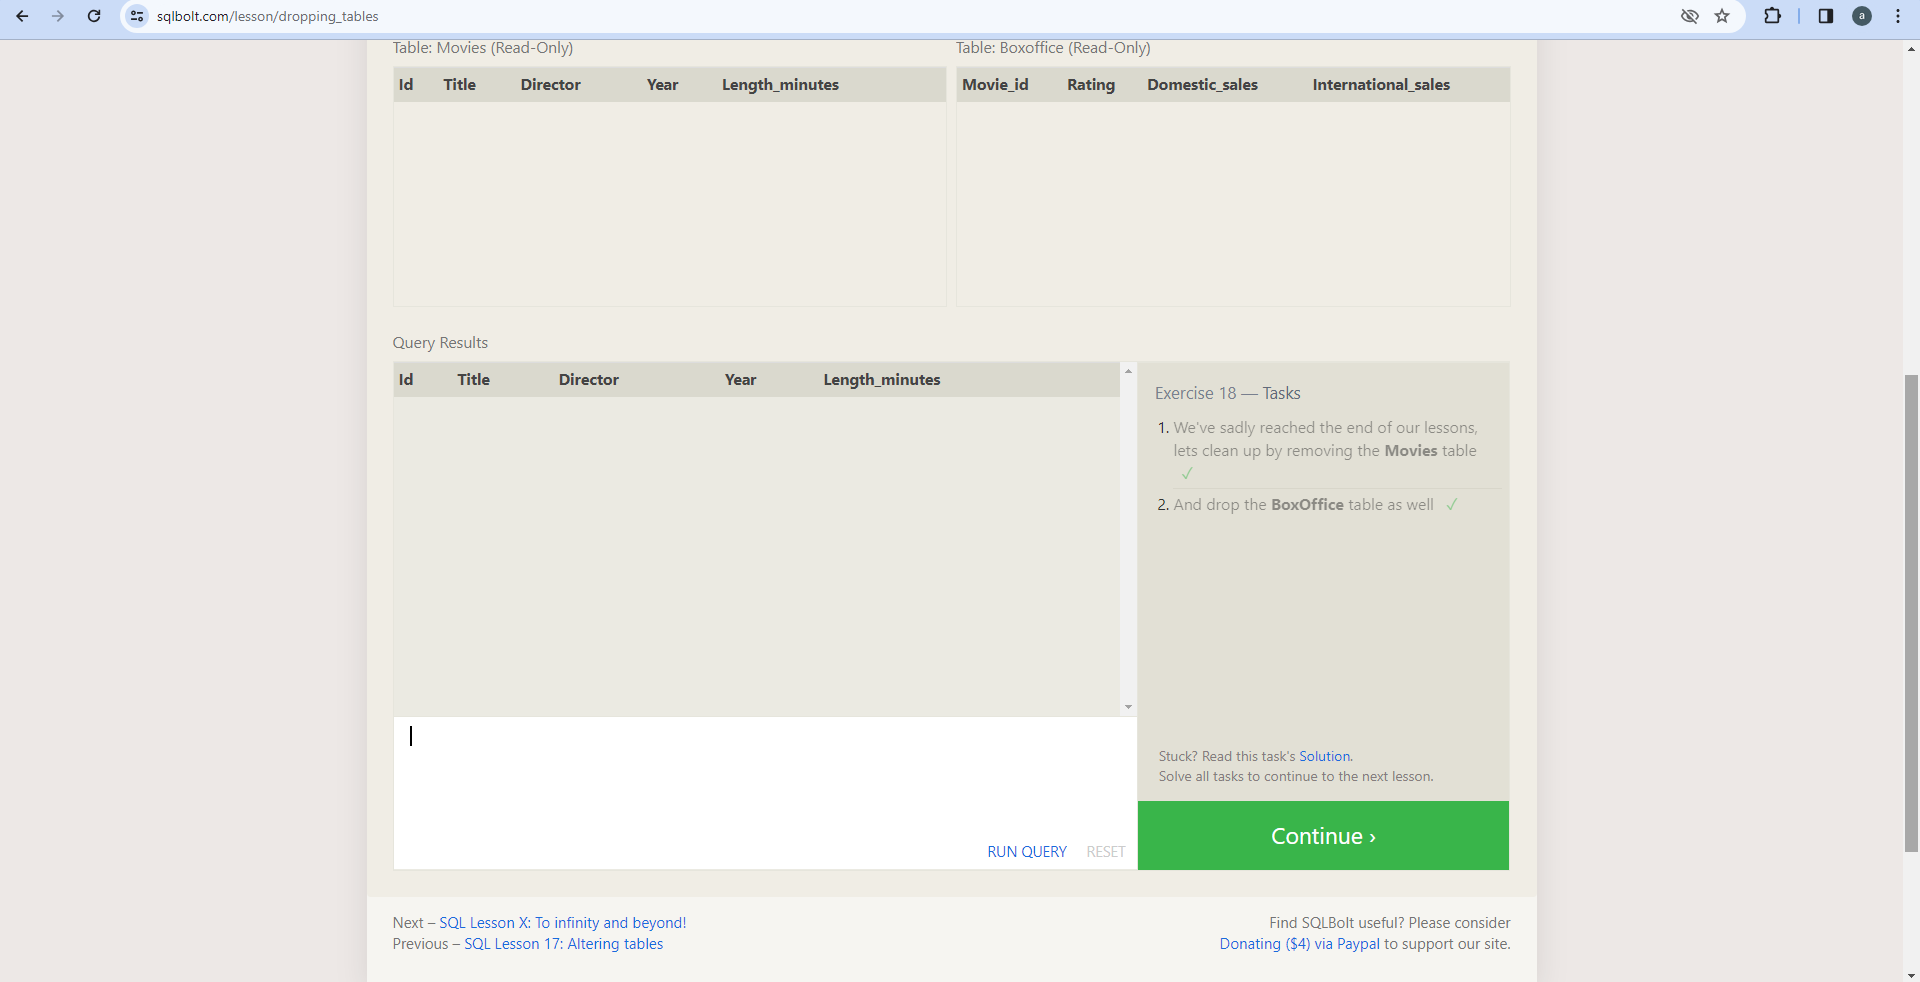 sqlbolt.com/lesson/dropping_tables
a
Table: Movies (Read-Only)
Table: Boxoffice (Read-Only)
Id Title Director Year Length_minutes
Movie_id Rating Domestic_sales International_sales
Query Results
Id Title Director Year Length_minutes
Exercise 18 — Tasks
1. We've sadly reached the end of our lessons,
lets clean up by removing the Movies table
✓
2. And drop the BoxOffice table as well ✓
Stuck? Read this task's Solution.
Solve all tasks to continue to the next lesson.
RUN QUERY RESET
Continue ›
Next – SQL Lesson X: To infinity and beyond!
Previous – SQL Lesson 17: Altering tables
Find SQLBolt useful? Please consider
Donating ($4) via Paypal to support our site.